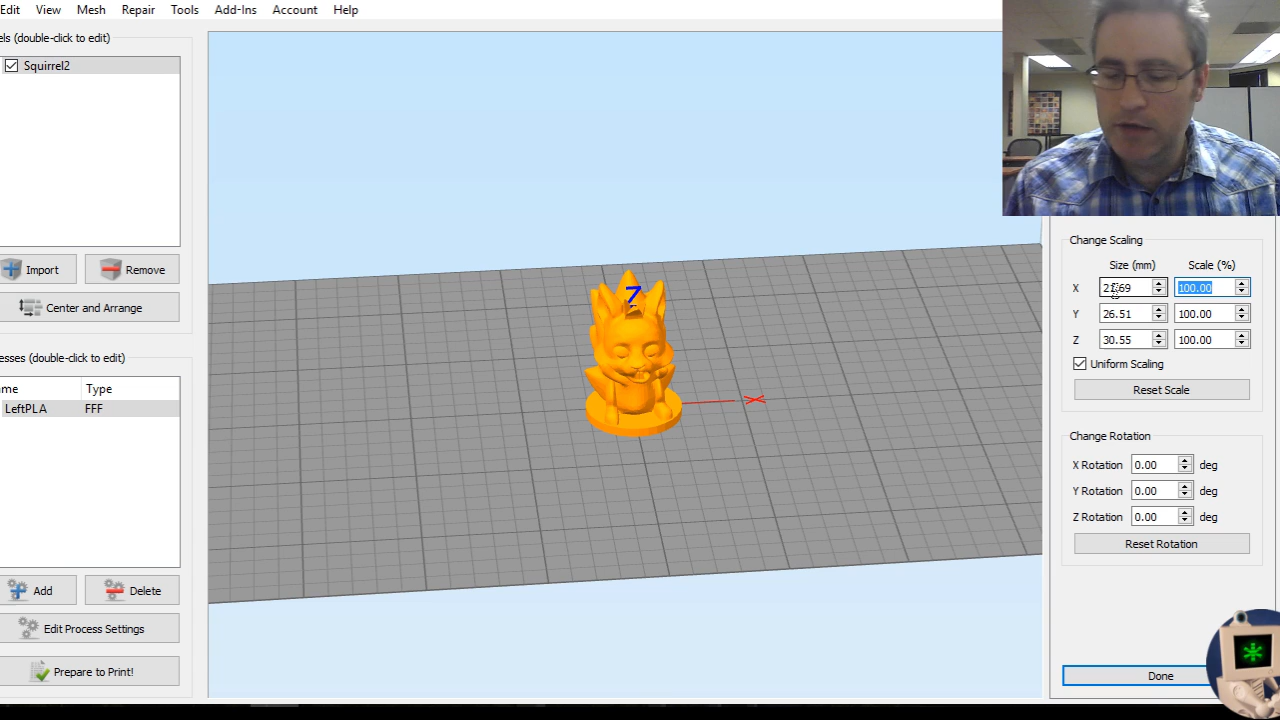 Edit View Mesh Repair Tools Add-Ins Account Help
els (double-click to edit)
Squirrel2
Import Remove
Center and Arrange
esses (double-click to edit)
me Type
LeftPLA FFF
Add Delete
Edit Process Settings
Prepare to Print!
Z
Change Scaling
Size (mm) Scale (%)
X 100.00
Y 26.51 100.00
Z 30.55 100.00
Uniform Scaling
Reset Scale
Change Rotation
X Rotation 0.00 deg
Y Rotation 0.00 deg
Z Rotation 0.00 deg
Reset Rotation
Done